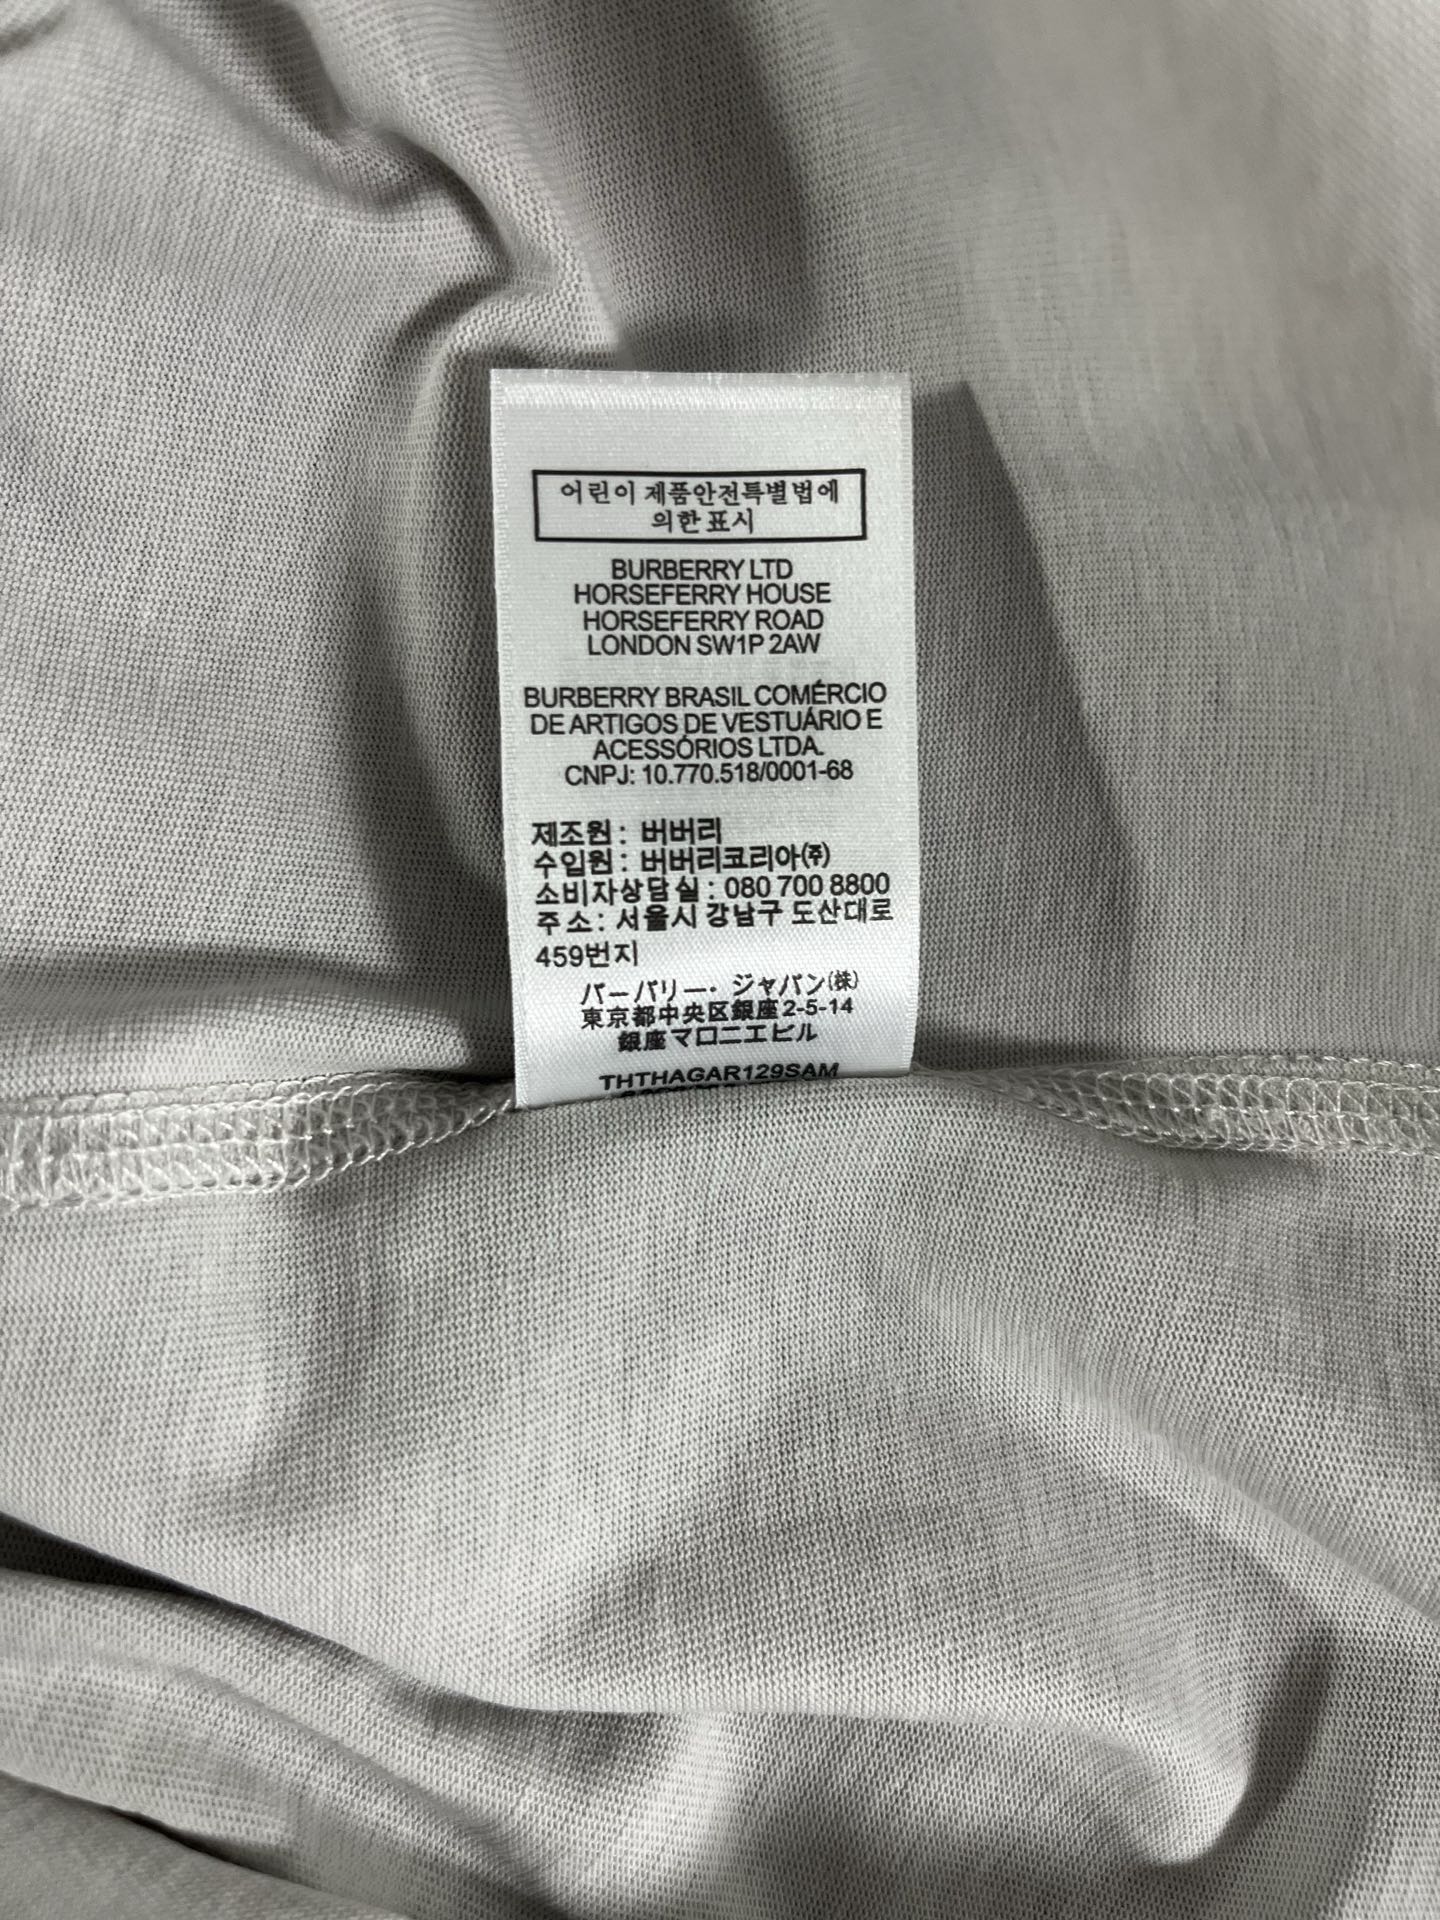 어린이 제품안전특별법에
의한 표시
BURBERRY LTD
HORSEFERRY HOUSE
HORSEFERRY ROAD
LONDON SW1P 2AW
BURBERRY BRASIL COMÉRCIO
DE ARTIGOS DE VESTUÁRIO E
ACESSÓRIOS LTDA.
CNPJ: 10.770.518/0001-68
제조원 : 버버리
수입원 : 버버리코리아(주)
소비자상담실 : 080 700 8800
주소 : 서울시 강남구 도산대로
459번지
バーバリー・ジャパン(株)
東京都中央区銀座2-5-14
銀座マロニエビル
THTHAGAR129SAM